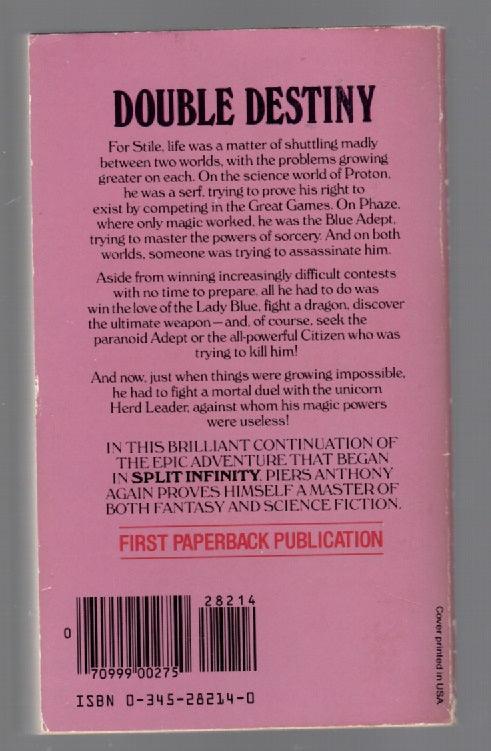 DOUBLE DESTINY
For Stile, life was a matter of shuttling madly
between two worlds, with the problems growing
greater on each. On the science world of Proton,
he was a serf, trying to prove his right to
exist by competing in the Great Games. On Phaze,
where only magic worked, he was the Blue Adept,
trying to master the powers of sorcery. And on both
worlds, someone was trying to assassinate him.
Aside from winning increasingly difficult contests
with no time to prepare, all he had to do was
win the love of the Lady Blue, fight a dragon, discover
the ultimate weapon—and, of course, seek the
paranoid Adept or the all-powerful Citizen who was
trying to kill him!
And now, just when things were growing impossible,
he had to fight a mortal duel with the unicorn
Herd Leader, against whom his magic powers
were useless!
IN THIS BRILLIANT CONTINUATION OF
THE EPIC ADVENTURE THAT BEGAN
IN SPLIT INFINITY, PIERS ANTHONY
AGAIN PROVES HIMSELF A MASTER OF
BOTH FANTASY AND SCIENCE FICTION.
FIRST PAPERBACK PUBLICATION
28214
0
70999 00275
ISBN 0-345-28214-0
Cover printed in USA